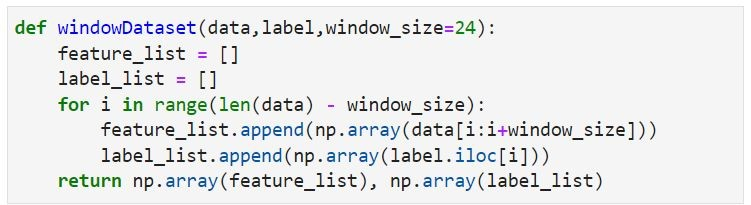 def windowDataset(data,label,window_size=24):
    feature_list = []
    label_list = []
    for i in range(len(data) - window_size):
        feature_list.append(np.array(data[i:i+window_size]))
        label_list.append(np.array(label.iloc[i]))
    return np.array(feature_list), np.array(label_list)